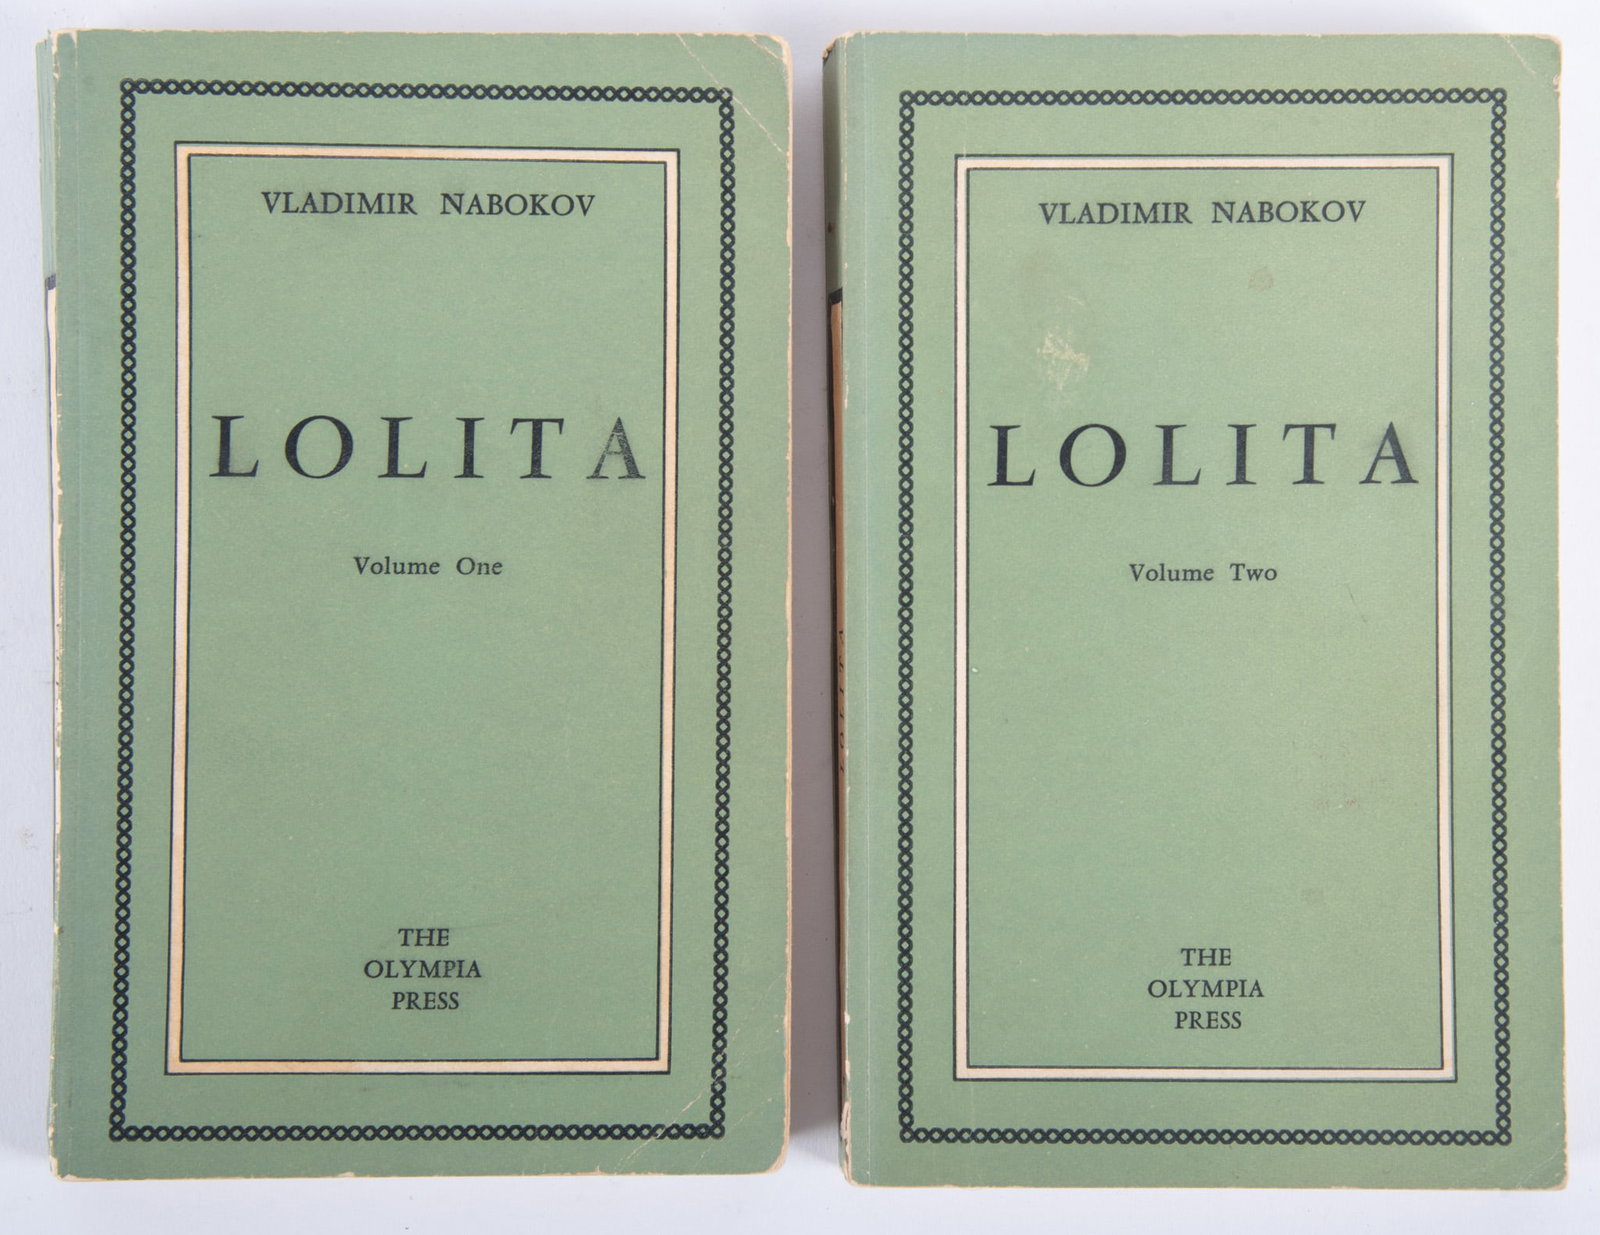 VLADIMIR NABOKOV
LOLITA
Volume One
THE
OLYMPIA
PRESS
VLADIMIR NABOKOV
LOLITA
Volume Two
THE
OLYMPIA
PRESS